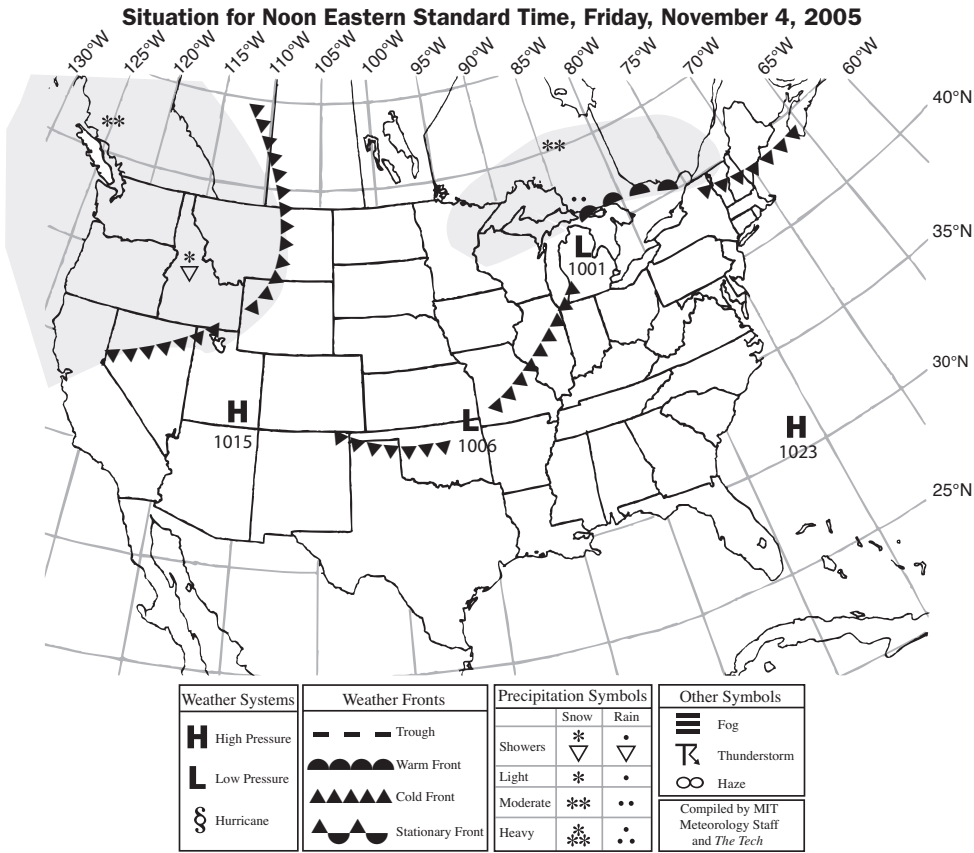 Situation for Noon Eastern Standard Time, Friday, November 4, 2005
130°W 125°W 120°W 115°W 110°W 105°W 100°W 95°W 90°W 85°W 80°W 75°W 70°W 65°W 60°W
40°N
35°N
30°N
25°N
L
1001
H
1015
L
1006
H
1023
Weather Systems
H High Pressure
L Low Pressure
§ Hurricane
Weather Fronts
Trough
Warm Front
Cold Front
Stationary Front
Precipitation Symbols
Snow Rain
Showers
Light
Moderate
Heavy
Other Symbols
Fog
Thunderstorm
Haze
Compiled by MIT
Meteorology Staff
and The Tech